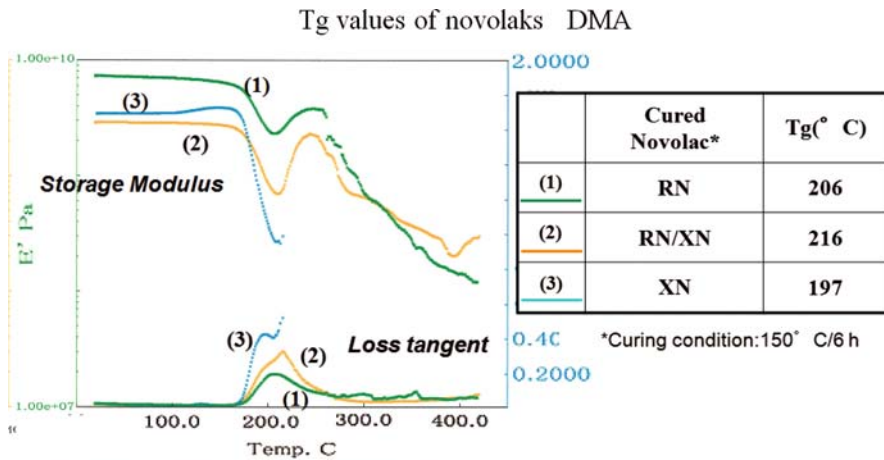 Tg values of novolaks DMA
1.00e+10
2.0000
(1)
(3)
(2)
Storage Modulus
E' Pa
(3)
(2)
Loss tangent
(1)
0.40
0.2000
1.00e+07
100.0 200.0 300.0 400.0
Temp. C
Cured Novolac* Tg(° C)
(1) RN 206
(2) RN/XN 216
(3) XN 197
*Curing condition:150° C/6 h